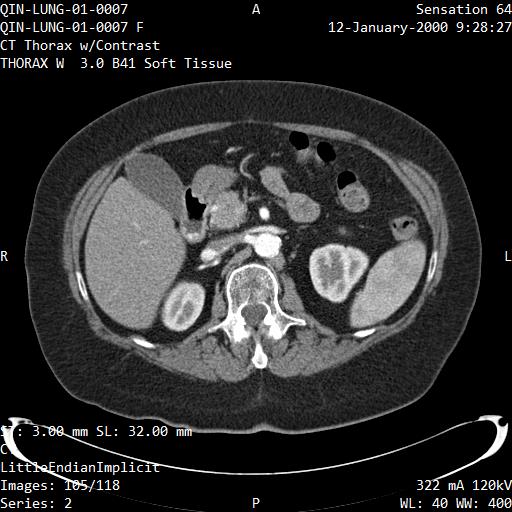 QIN-LUNG-01-0007
A
Sensation 64
QIN-LUNG-01-0007 F
12-January-2000 9:28:27
CT Thorax w/Contrast
THORAX W 3.0 B41 Soft Tissue
R
L
3.00 mm SL: 32.00 mm
LittleEndianImplicit
Images: 105/118
322 mA 120kV
Series: 2
P
WL: 40 WW: 400